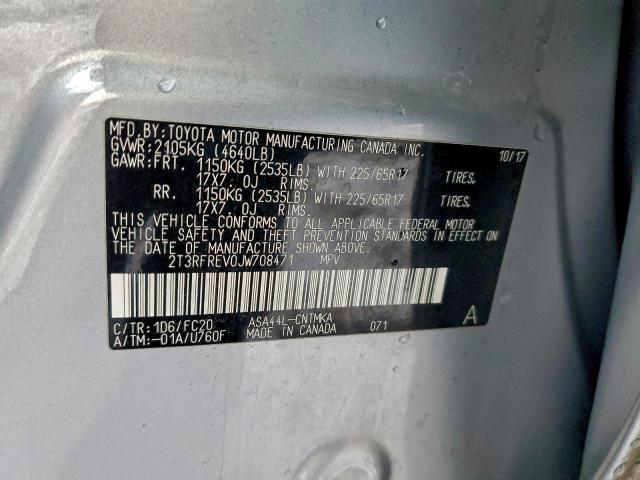 MFD.BY:TOYOTA MOTOR MANUFACTURING CANADA INC. 10/17
GVWR:2105KG (4640LB)
GAWR:FRT. 1150KG (2535LB) WITH 225/65R17 TIRES,
17X7.0J RIMS.
RR. 1150KG (2535LB) WITH 225/65R17 TIRES,
17X7.0J RIMS.
THIS VEHICLE CONFORMS TO ALL APPLICABLE FEDERAL MOTOR
VEHICLE SAFETY AND THEFT PREVENTION STANDARDS IN EFFECT ON
THE DATE OF MANUFACTURE SHOWN ABOVE.
2T3RFREV0JW708471 MPV
C/TR:1D6/FC20 ASA44L-CNTMKA 071
A/TM:-01A/U760F MADE IN CANADA A